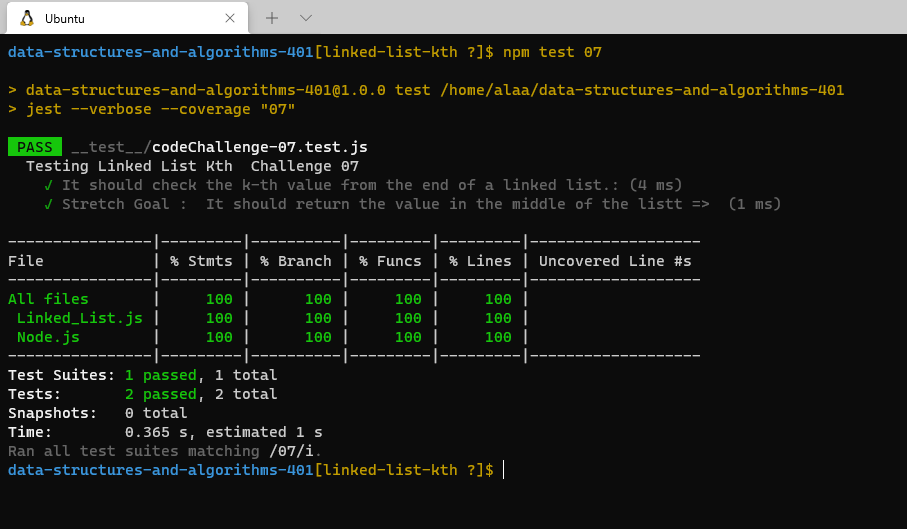 Ubuntu
data-structures-and-algorithms-401[linked-list-kth ?]$ npm test 07
> data-structures-and-algorithms-401@1.0.0 test /home/alaa/data-structures-and-algorithms-401
> jest --verbose --coverage "07"
PASS __test__/codeChallenge-07.test.js
Testing Linked List Kth  Challenge 07
√ It should check the k-th value from the end of a linked list.: (4 ms)
√ Stretch Goal :  It should return the value in the middle of the listt =>  (1 ms)
----------------|---------|----------|---------|---------|-------------------
File            | % Stmts | % Branch | % Funcs | % Lines | Uncovered Line #s
----------------|---------|----------|---------|---------|-------------------
All files       |     100 |      100 |     100 |     100 |
 Linked_List.js |     100 |      100 |     100 |     100 |
 Node.js        |     100 |      100 |     100 |     100 |
----------------|---------|----------|---------|---------|-------------------
Test Suites: 1 passed, 1 total
Tests:       2 passed, 2 total
Snapshots:   0 total
Time:        0.365 s, estimated 1 s
Ran all test suites matching /07/i.
data-structures-and-algorithms-401[linked-list-kth ?]$